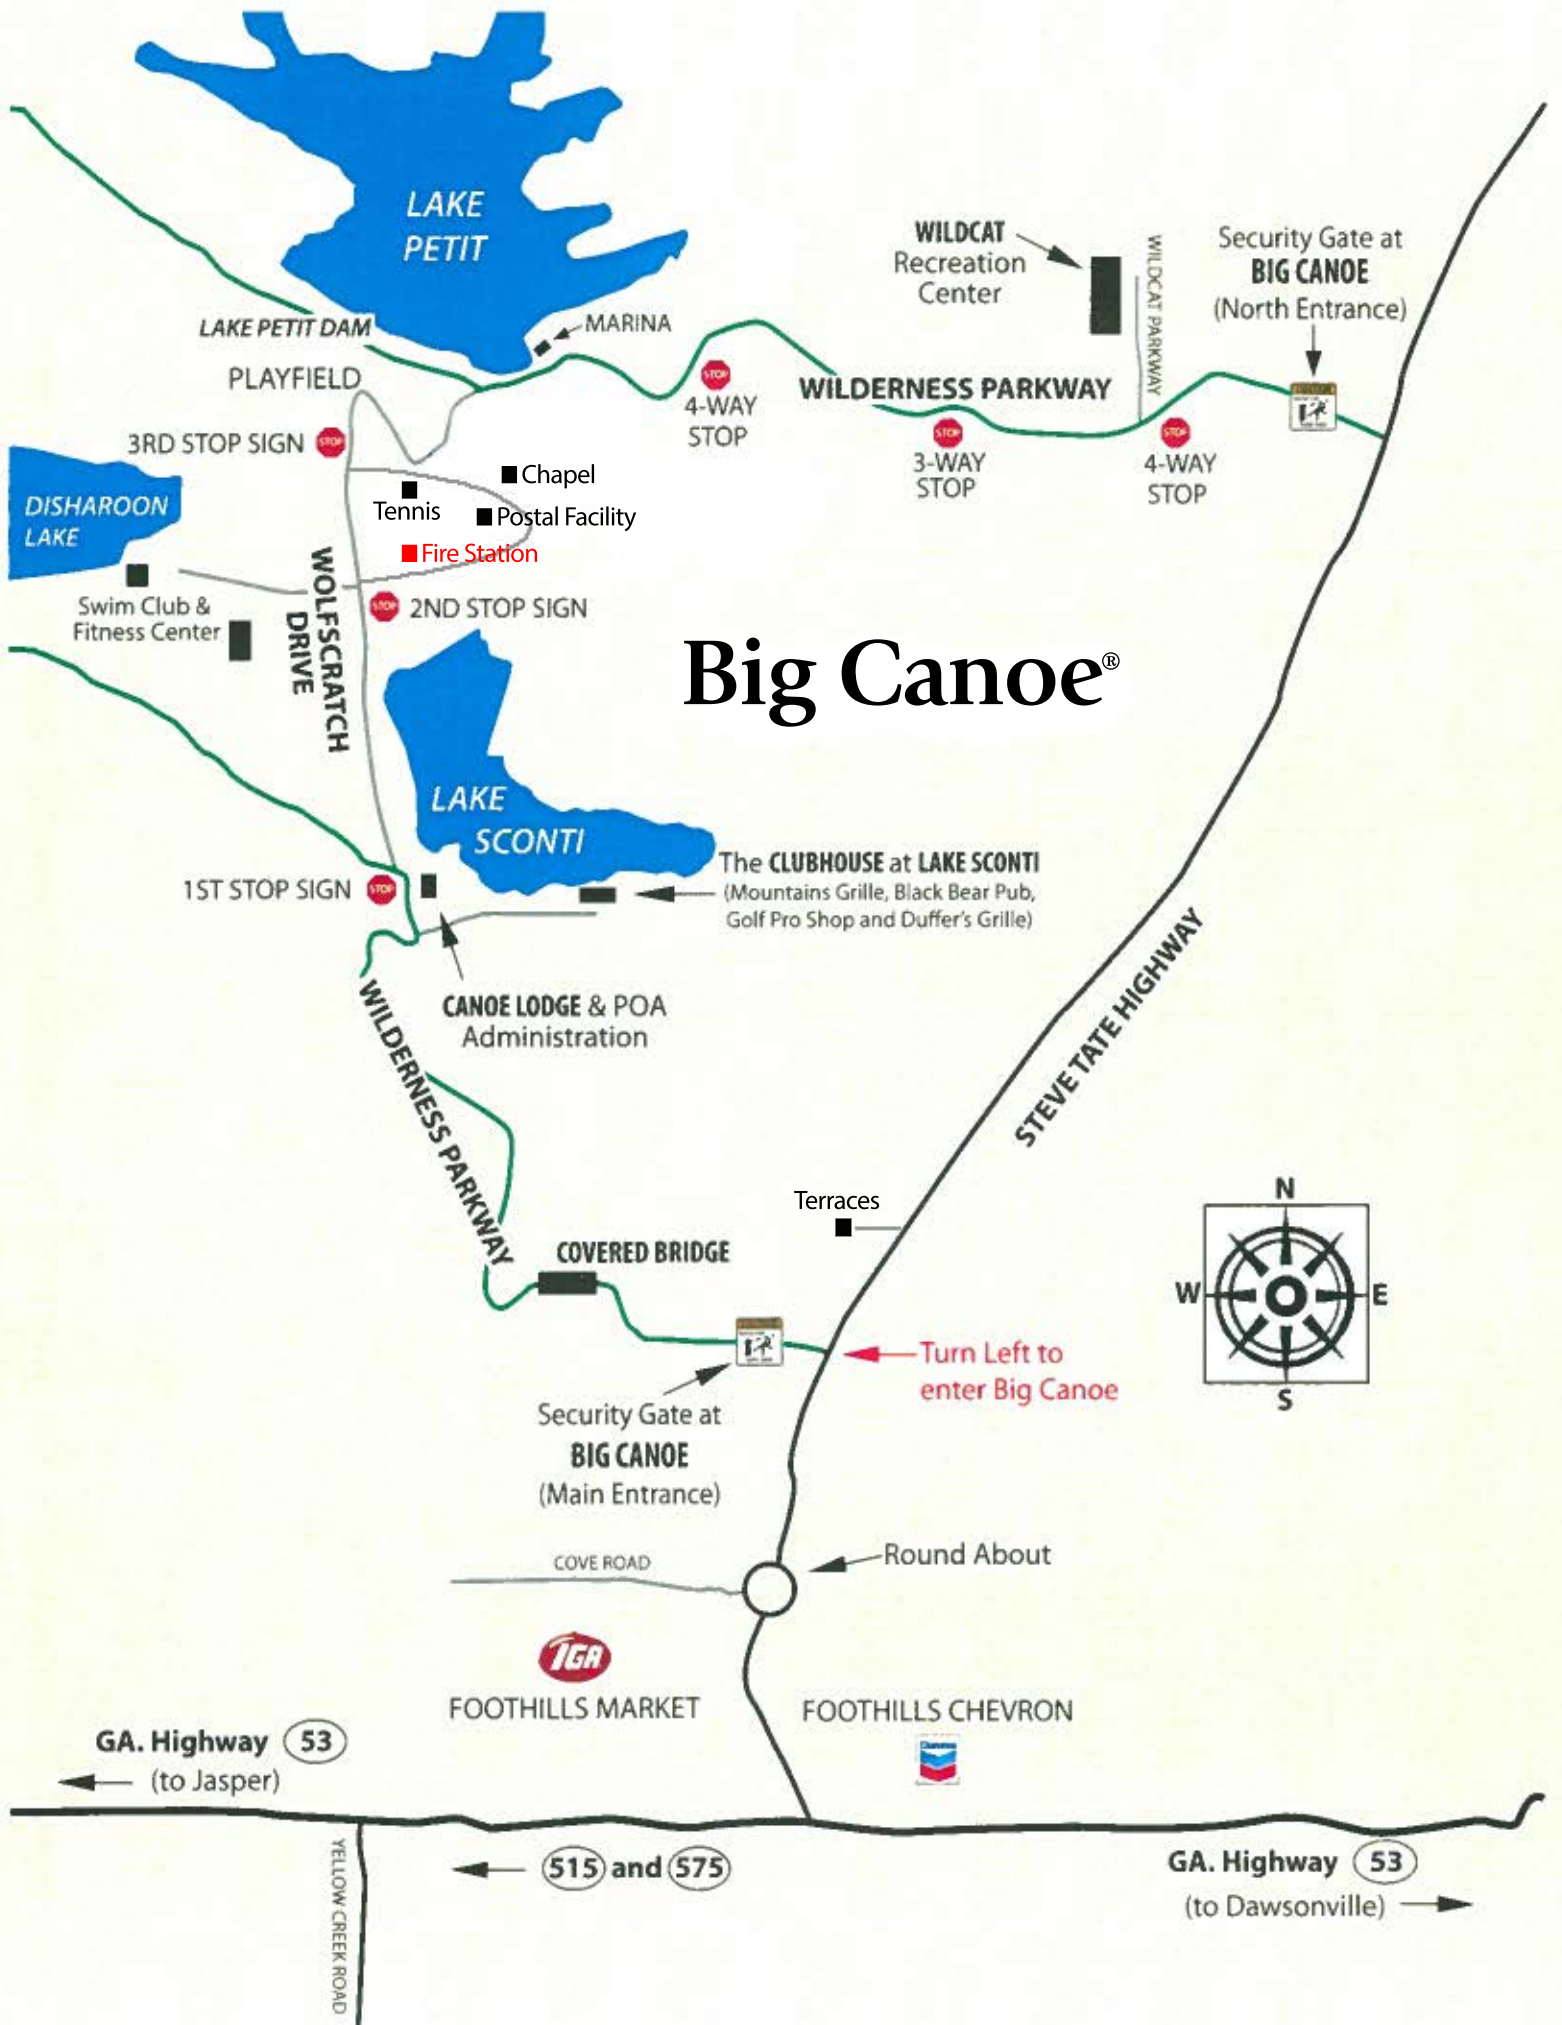 LAKE
PETIT
WILDCAT
Recreation
Center
WILDCAT PARKWAY
Security Gate at
BIG CANOE
(North Entrance)
LAKE PETIT DAM
MARINA
PLAYFIELD
STOP
4-WAY
STOP
WILDERNESS PARKWAY
3RD STOP SIGN
STOP
STOP
3-WAY
STOP
STOP
4-WAY
STOP
Chapel
Tennis
Postal Facility
Fire Station
DISHAROON
LAKE
Swim Club &
Fitness Center
WOLFSCRATCH
DRIVE
STOP
2ND STOP SIGN
Big Canoe®
LAKE
SCONTI
The CLUBHOUSE at LAKE SCONTI
(Mountains Grille, Black Bear Pub,
Golf Pro Shop and Duffer's Grille)
1ST STOP SIGN
STOP
CANOE LODGE & POA
Administration
WILDERNESS PARKWAY
STEVE TATE HIGHWAY
Terraces
COVERED BRIDGE
N
W
E
S
Turn Left to
enter Big Canoe
Security Gate at
BIG CANOE
(Main Entrance)
COVE ROAD
Round About
IGA
FOOTHILLS MARKET
FOOTHILLS CHEVRON
GA. Highway 53
(to Jasper)
515 and 575
GA. Highway 53
(to Dawsonville)
YELLOW CREEK ROAD